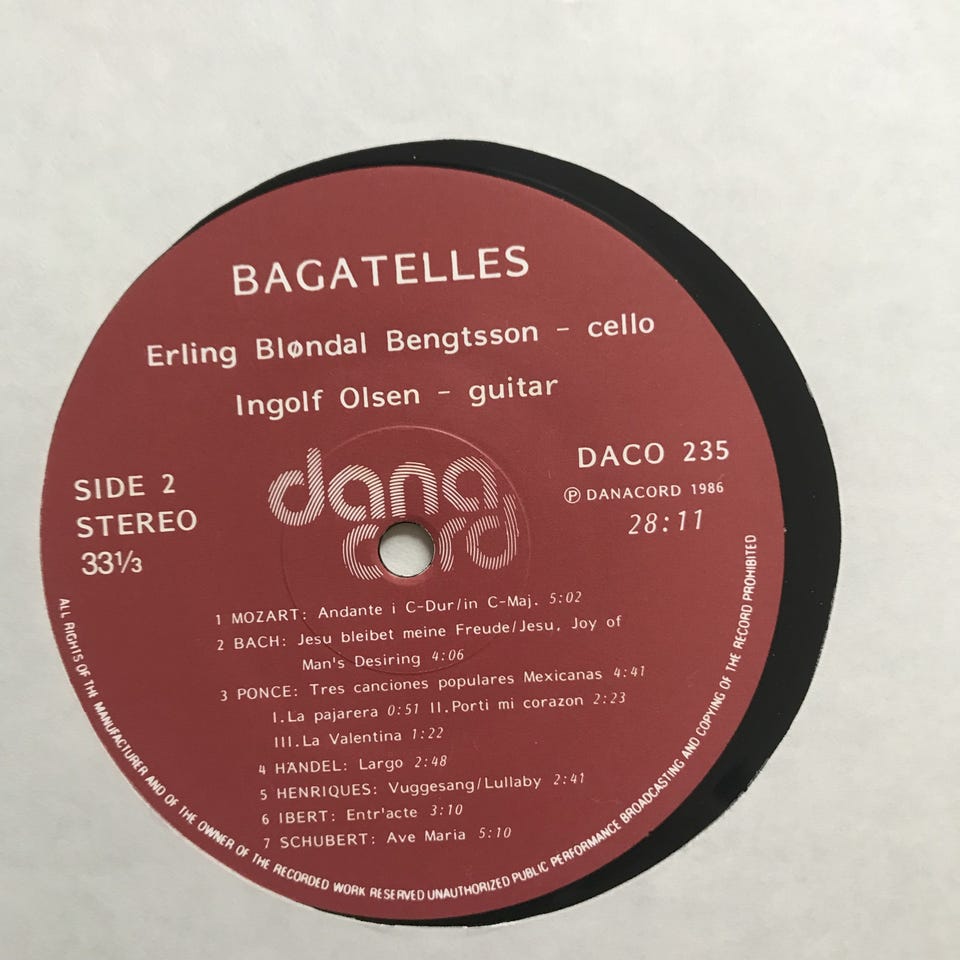 BAGATELLES
Erling Bløndal Bengtsson – cello
Ingolf Olsen – guitar
dana
cord
SIDE 2
STEREO
33⅓
DACO 235
Ⓟ DANACORD 1986
28:11
1 MOZART: Andante i C-Dur/in C-Maj. 5:02
2 BACH: Jesu bleibet meine Freude/Jesu, Joy of
Man's Desiring 4:06
3 PONCE: Tres canciones populares Mexicanas 4:41
I.La pajarera 0:51 II.Porti mi corazon 2:23
III.La Valentina 1:22
4 HÄNDEL: Largo 2:48
5 HENRIQUES: Vuggesang/Lullaby 2:41
6 IBERT: Entr'acte 3:10
7 SCHUBERT: Ave Maria 5:10
ALL RIGHTS OF THE MANUFACTURER AND OF THE OWNER OF THE RECORDED WORK RESERVED UNAUTHORIZED PUBLIC PERFORMANCE BROADCASTING AND COPYING OF THE RECORD PROHIBITED